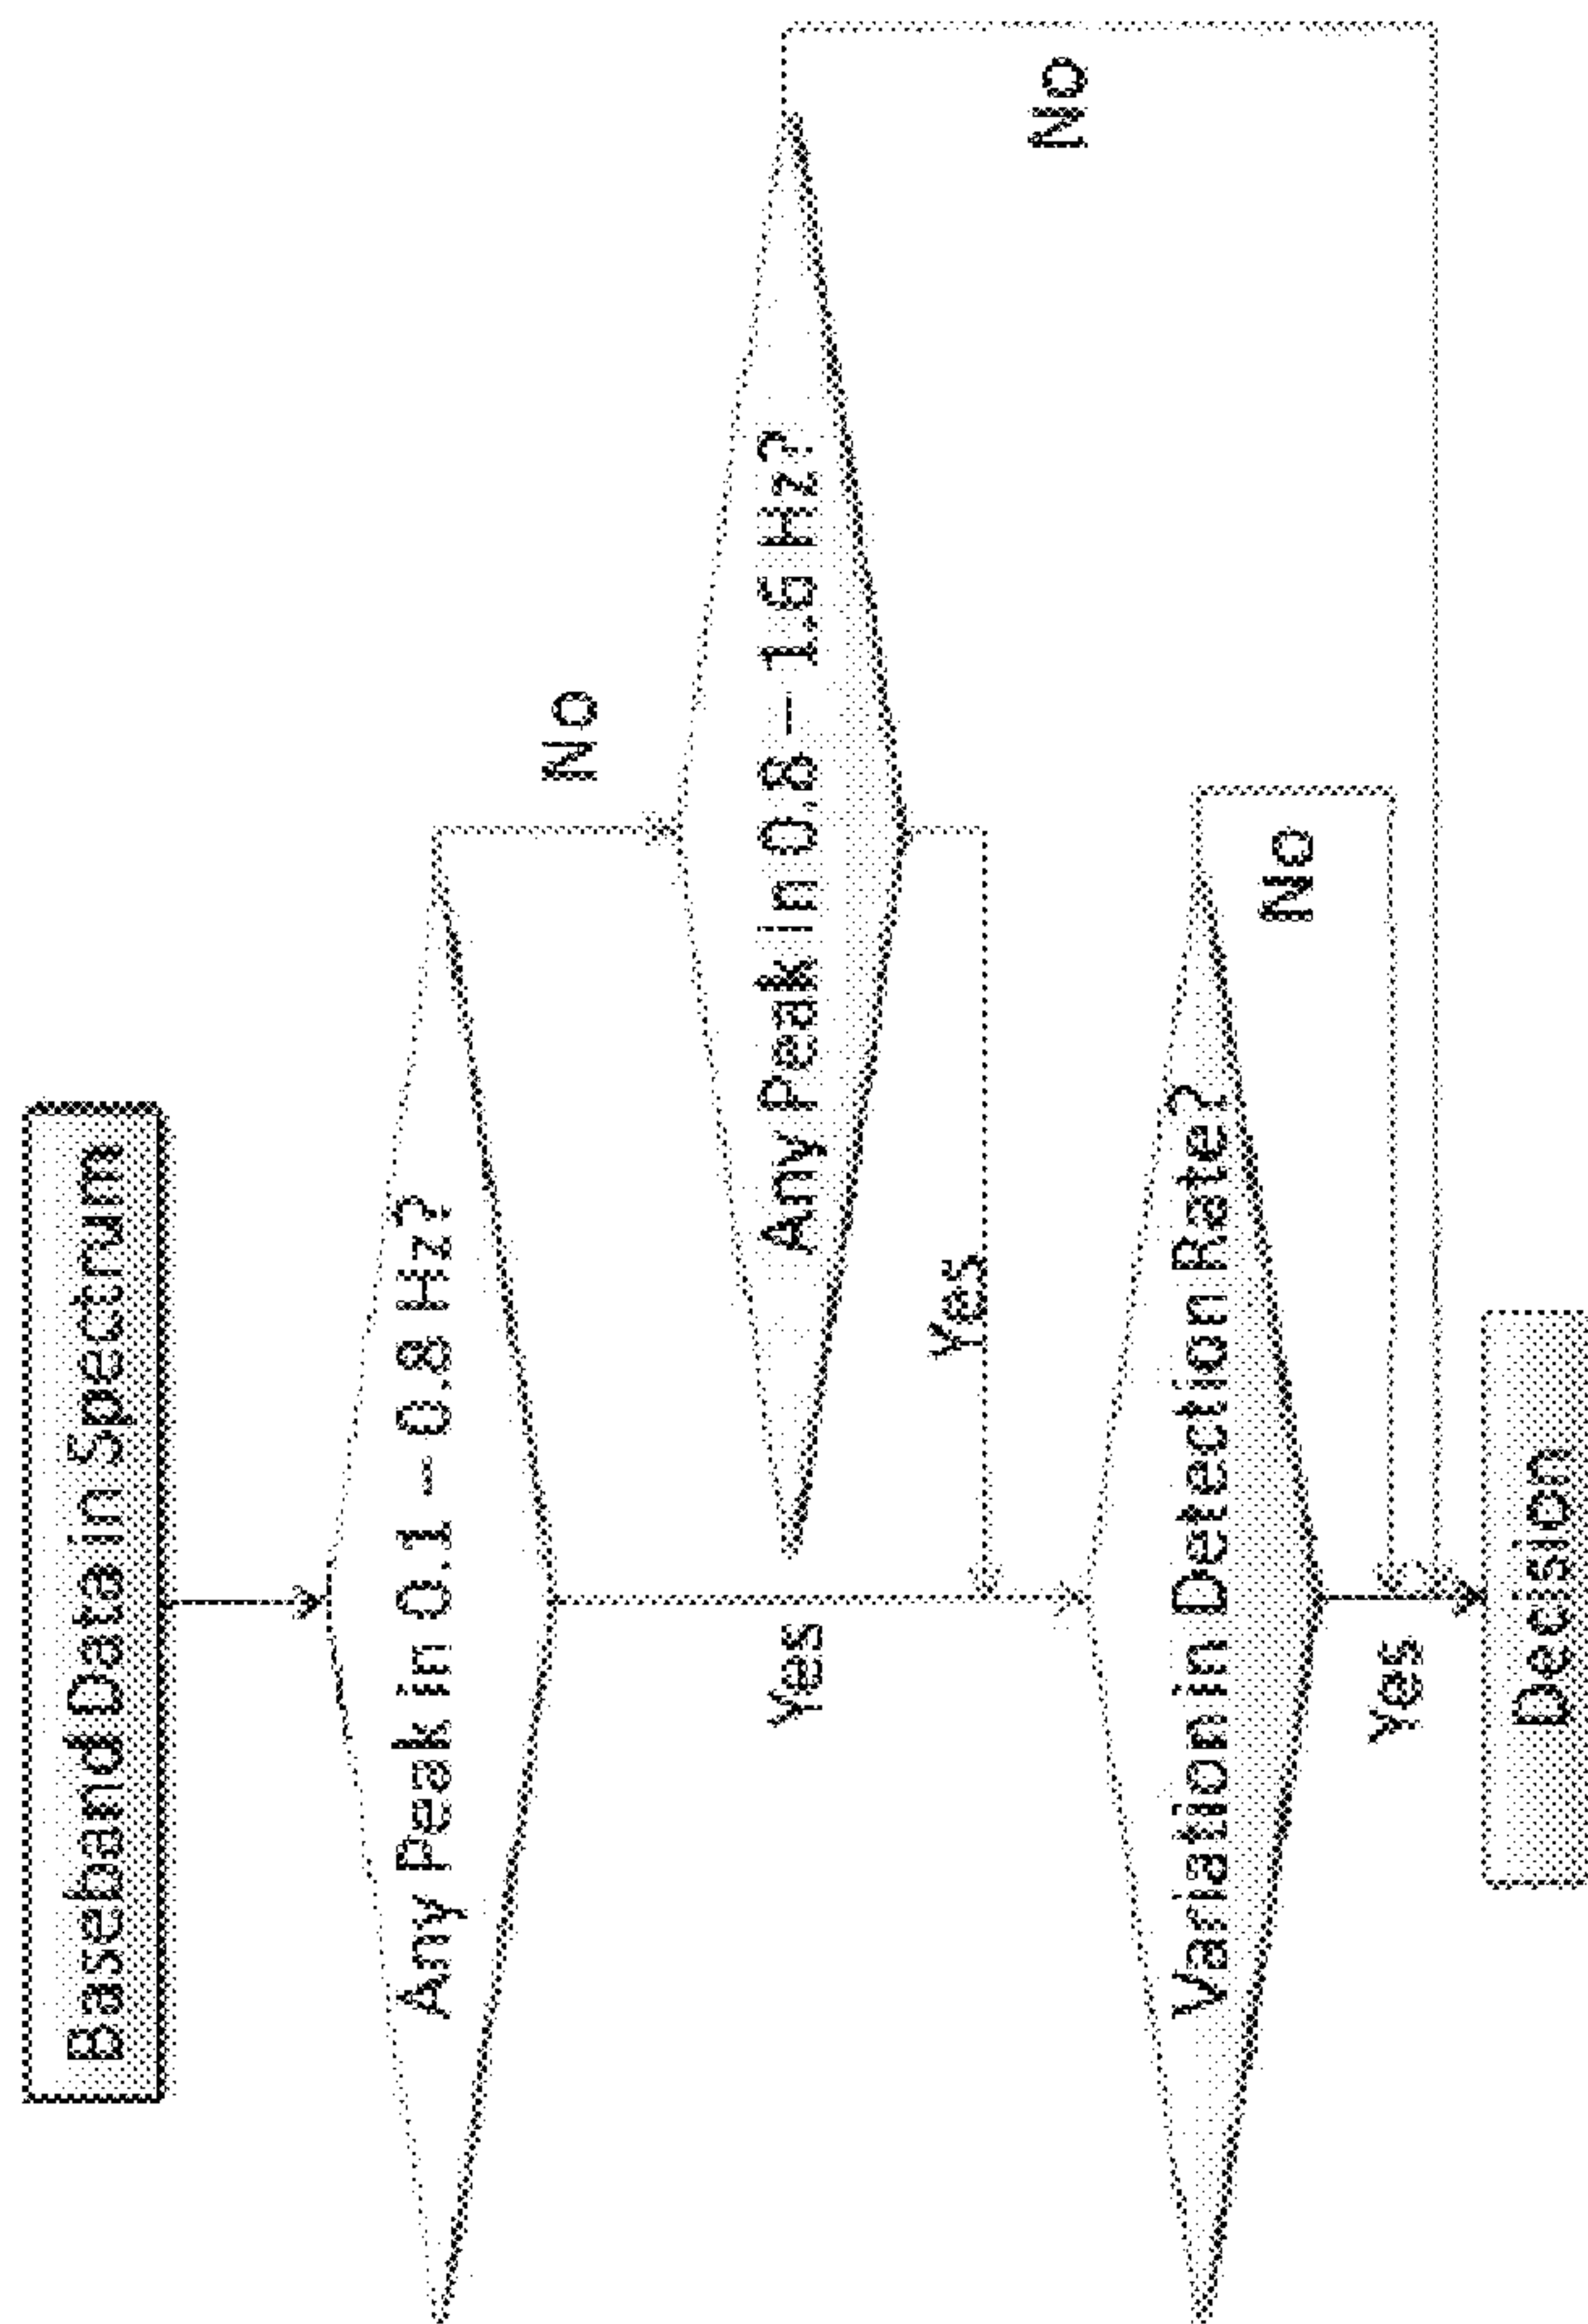 Baseband Data in Spectrum
Any Peak in 0.1 – 0.8 Hz?
No
Any Peak in 0.8 – 1.6 Hz?
No
Yes
Yes
Variation in Detection Rate?
No
Yes
Decision